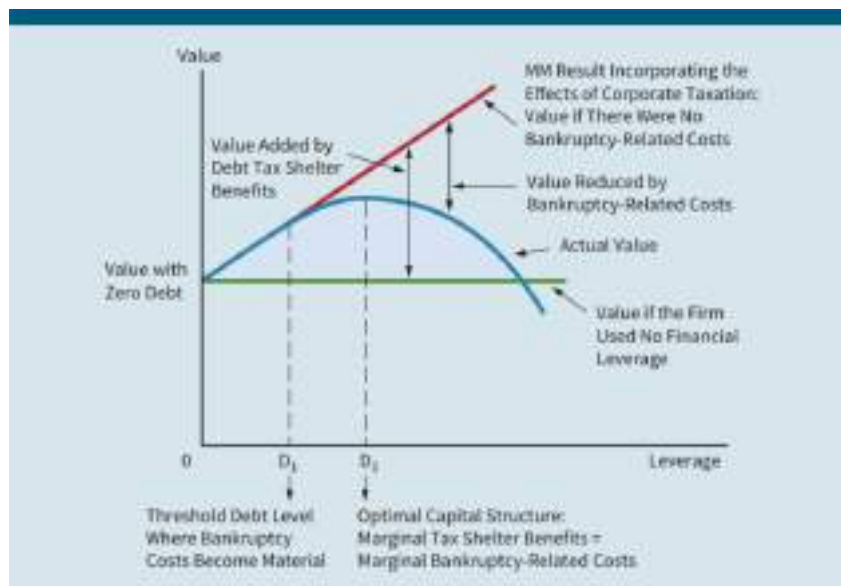 Value
MM Result Incorporating the
Effects of Corporate Taxation:
Value if There Were No
Bankruptcy-Related Costs
Value Added by
Debt Tax Shelter
Benefits
Value Reduced by
Bankruptcy-Related Costs
Actual Value
Value with
Zero Debt
Value if the Firm
Used No Financial
Leverage
0 D₁ D₂ Leverage
Threshold Debt Level
Where Bankruptcy
Costs Become Material
Optimal Capital Structure:
Marginal Tax Shelter Benefits =
Marginal Bankruptcy-Related Costs